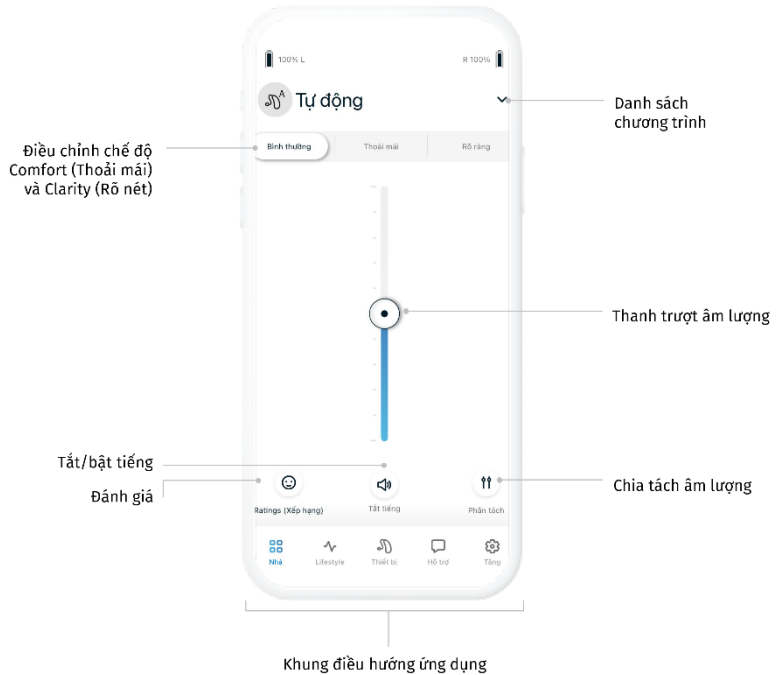 100% L
R 100%
A
Tự động
Danh sách
chương trình
Điều chỉnh chế độ
Comfort (Thoải mái)
và Clarity (Rõ nét)
Bình thường
Thoải mái
Rõ ràng
Thanh trượt âm lượng
Tắt/bật tiếng
Đánh giá
Chia tách âm lượng
Ratings (Xếp hạng)
Tắt tiếng
Phân tách
Nhà
Lifestyle
Thiết bị
Hỗ trợ
Tăng
Khung điều hướng ứng dụng